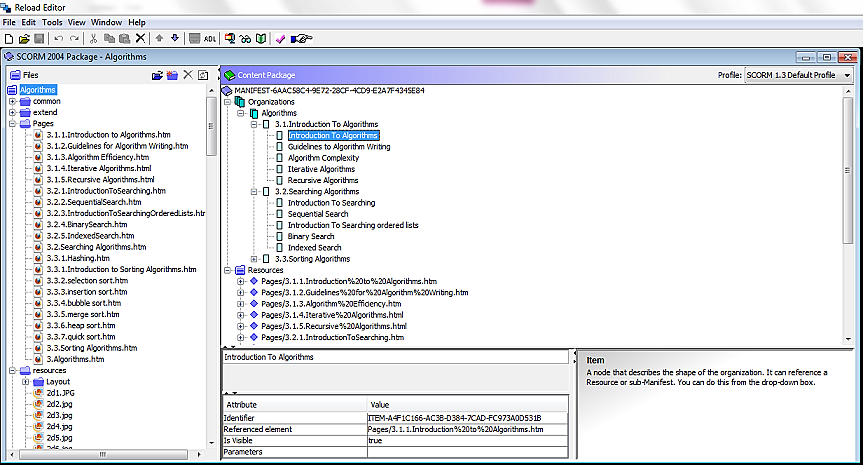 Reload Editor
File Edit Tools View Window Help
ADL
SCORM 2004 Package - Algorithms
Files
Algorithms
common
extend
Pages
3.1.1.Introduction to Algorithms.htm
3.1.2.Guidelines for Algorithm Writing.htm
3.1.3.Algorithm Efficiency.htm
3.1.4.Iterative Algorithms.html
3.1.5.Recursive Algorithms.html
3.2.1.IntroductionToSearching.htm
3.2.2.SequentialSearch.htm
3.2.3.IntroductionToSearchingOrderedLists.htr
3.2.4.BinarySearch.htm
3.2.5.IndexedSearch.htm
3.2.Searching Algorithms.htm
3.3.1.Hashing.htm
3.3.1.Introduction to Sorting Algorithms.htm
3.3.2.selection sort.htm
3.3.3.insertion sort.htm
3.3.4.bubble sort.htm
3.3.5.merge sort.htm
3.3.6.heap sort.htm
3.3.7.quick sort.htm
3.3.Sorting Algorithms.htm
3.Algorithms.htm
resources
Layout
2d1.JPG
2d2.jpg
2d3.jpg
2d4.jpg
2d5.jpg
2d6.jpg
Content Package
Profile: SCORM 1.3 Default Profile
MANIFEST-6AAC58C4-9E72-28CF-4CD9-E2A7F4345E84
Organizations
Algorithms
3.1.Introduction To Algorithms
Introduction To Algorithms
Guidelines to Algorithm Writing
Algorithm Complexity
Iterative Algorithms
Recursive Algorithms
3.2.Searching Algorithms
Introduction To Searching
Sequential Search
Introduction To Searching ordered lists
Binary Search
Indexed Search
3.3.Sorting Algorithms
Resources
Pages/3.1.1.Introduction%20to%20Algorithms.htm
Pages/3.1.2.Guidelines%20for%20Algorithm%20Writing.htm
Pages/3.1.3.Algorithm%20Efficiency.htm
Pages/3.1.4.Iterative%20Algorithms.html
Pages/3.1.5.Recursive%20Algorithms.html
Pages/3.2.1.IntroductionToSearching.htm
Introduction To Algorithms
Attribute Value
Identifier ITEM-A4F1C166-AC3B-D384-7CAD-FC973A0D531B
Referenced element Pages/3.1.1.Introduction%20to%20Algorithms.htm
Is Visible true
Parameters
Item
A node that describes the shape of the organization. It can reference a
Resource or sub-Manifest. You can do this from the drop-down box.